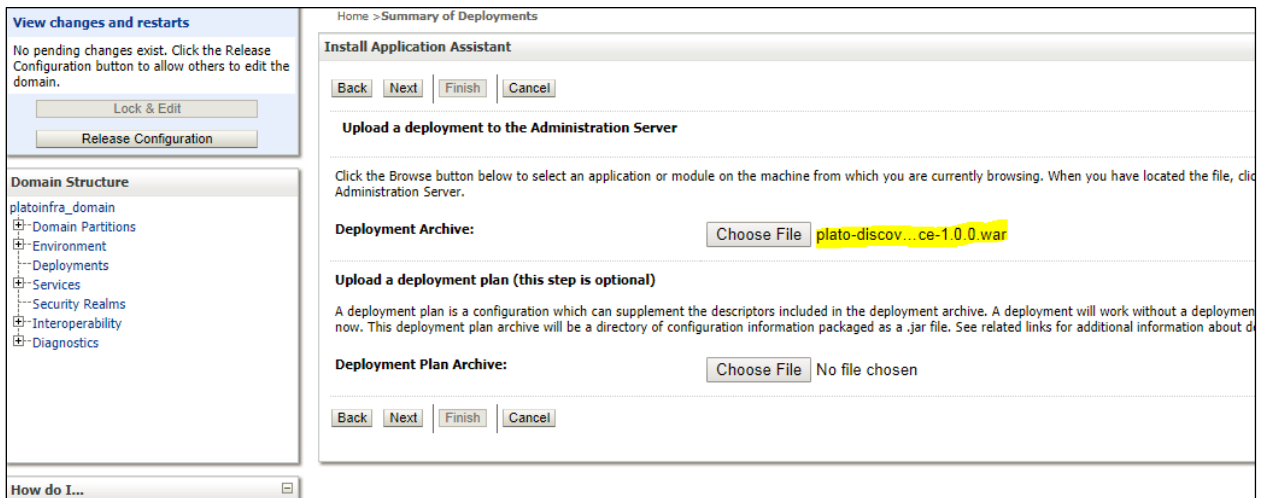 View changes and restarts
No pending changes exist. Click the Release
Configuration button to allow others to edit the
domain.
Lock & Edit
Release Configuration
Domain Structure
platoinfra_domain
Domain Partitions
Environment
Deployments
Services
Security Realms
Interoperability
Diagnostics
How do I...
Home >Summary of Deployments
Install Application Assistant
Back Next Finish Cancel
Upload a deployment to the Administration Server
Click the Browse button below to select an application or module on the machine from which you are currently browsing. When you have located the file, clic
Administration Server.
Deployment Archive: Choose File plato-discov...ce-1.0.0.war
Upload a deployment plan (this step is optional)
A deployment plan is a configuration which can supplement the descriptors included in the deployment archive. A deployment will work without a deploymen
now. This deployment plan archive will be a directory of configuration information packaged as a .jar file. See related links for additional information about de
Deployment Plan Archive: Choose File No file chosen
Back Next Finish Cancel